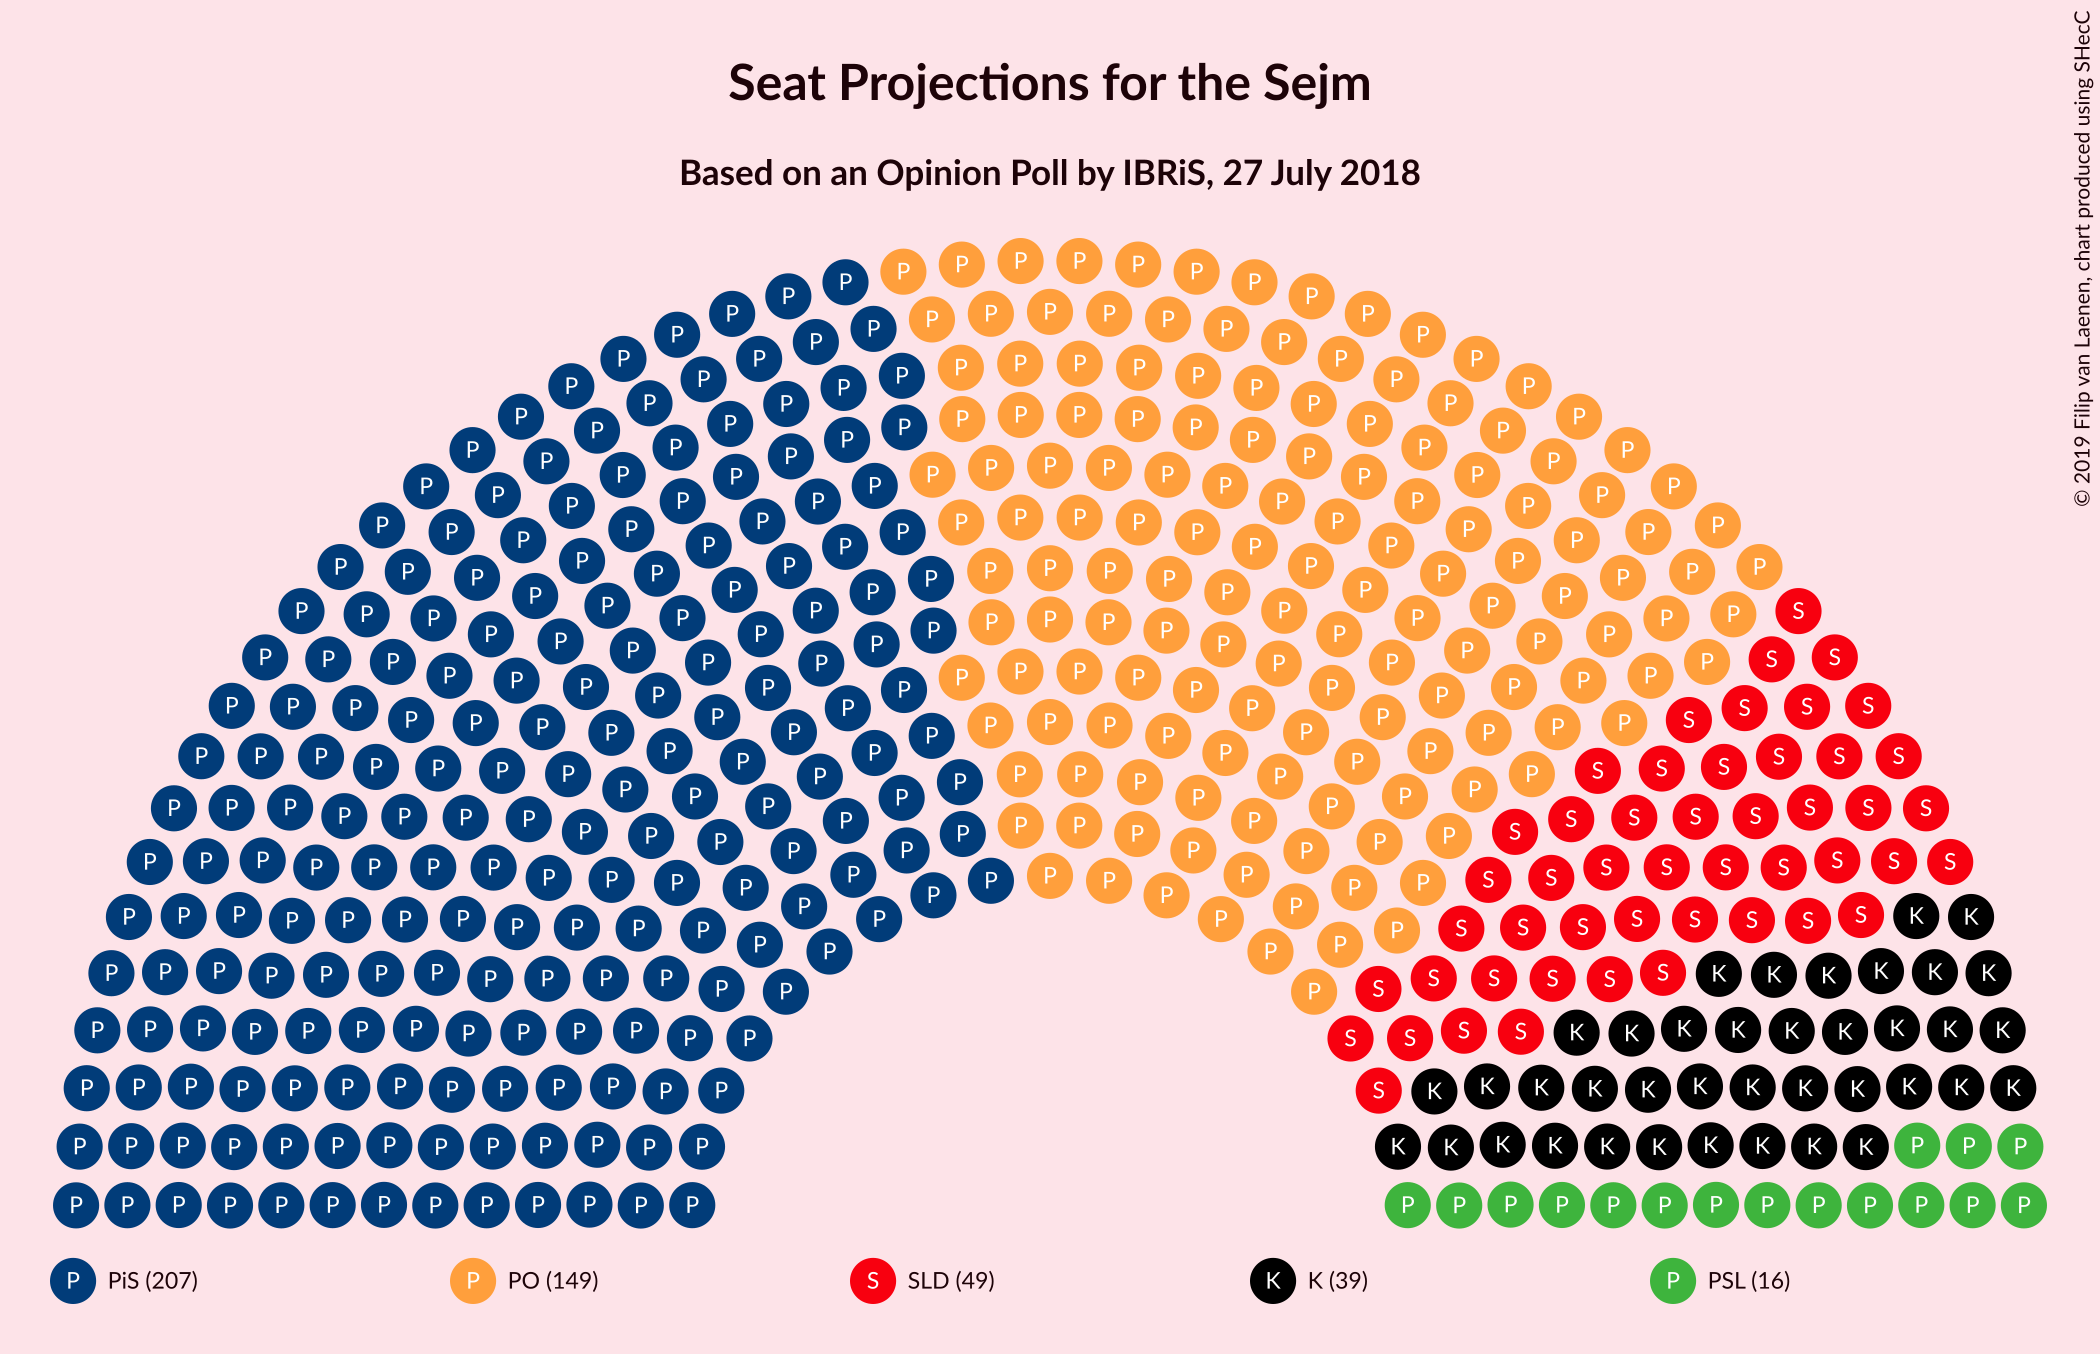 Seat Projections for the Sejm
Based on an Opinion Poll by IBRiS, 27 July 2018
© 2019 Filip van Laenen, chart produced using SHecC
P PiS (207)
P PO (149)
S SLD (49)
K K (39)
P PSL (16)